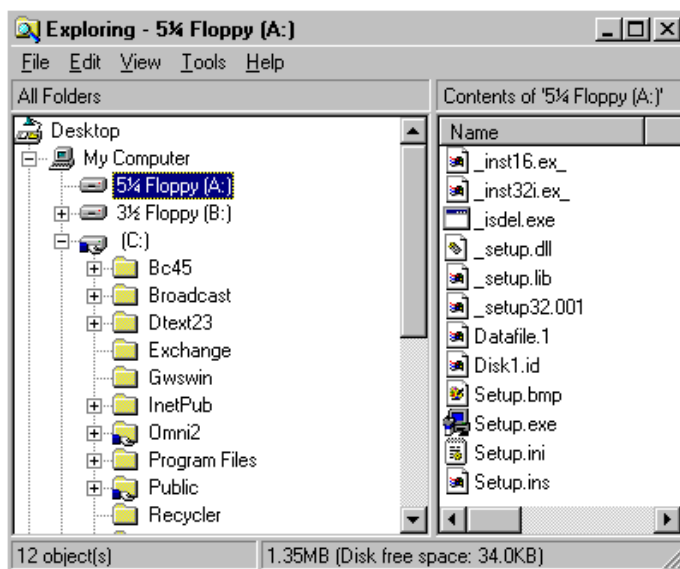 Exploring - 5¼ Floppy (A:)
File Edit View Tools Help
All Folders
Contents of '5¼ Floppy (A:)'
Desktop
My Computer
5¼ Floppy (A:)
3½ Floppy (B:)
(C:)
Bc45
Broadcast
Dtext23
Exchange
Gwswin
InetPub
Omni2
Program Files
Public
Recycler
Name
_inst16.ex_
_inst32i.ex_
_isdel.exe
_setup.dll
_setup.lib
_setup32.001
Datafile.1
Disk1.id
Setup.bmp
Setup.exe
Setup.ini
Setup.ins
12 object(s)
1.35MB (Disk free space: 34.0KB)